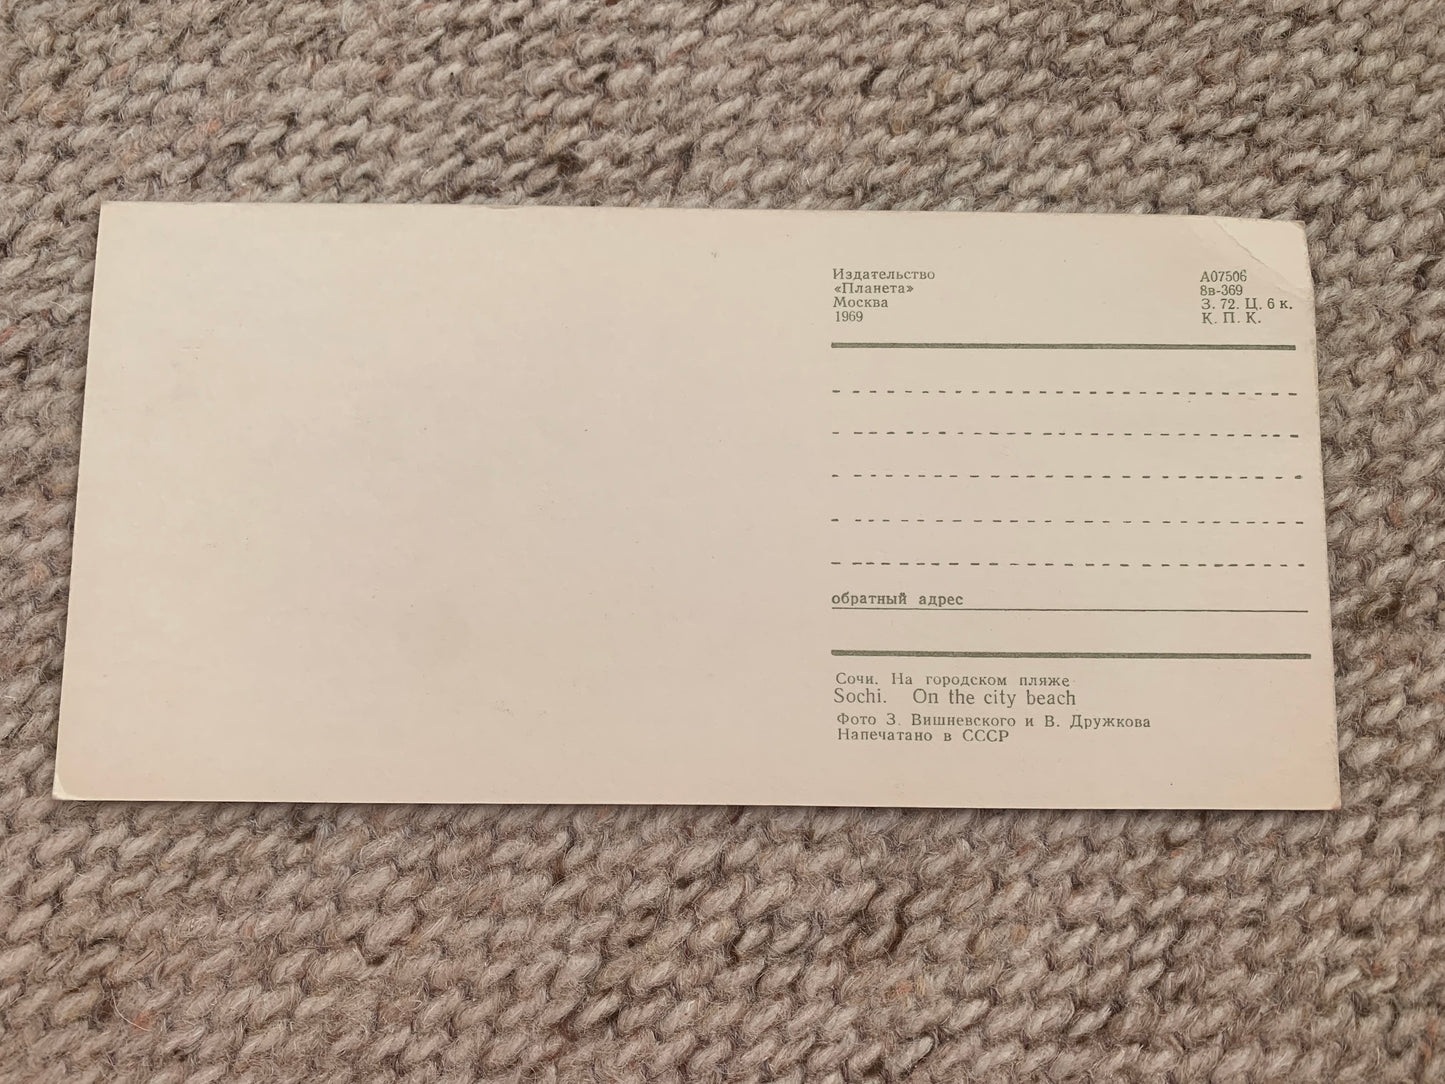 Издательство
«Планета»
Москва
1969
А07506
8в-369
З. 72. Ц. 6 к.
К. П. К.
обратный адрес
Сочи. На городском пляже
Sochi. On the city beach
Фото З. Вишневского и В. Дружкова
Напечатано в СССР